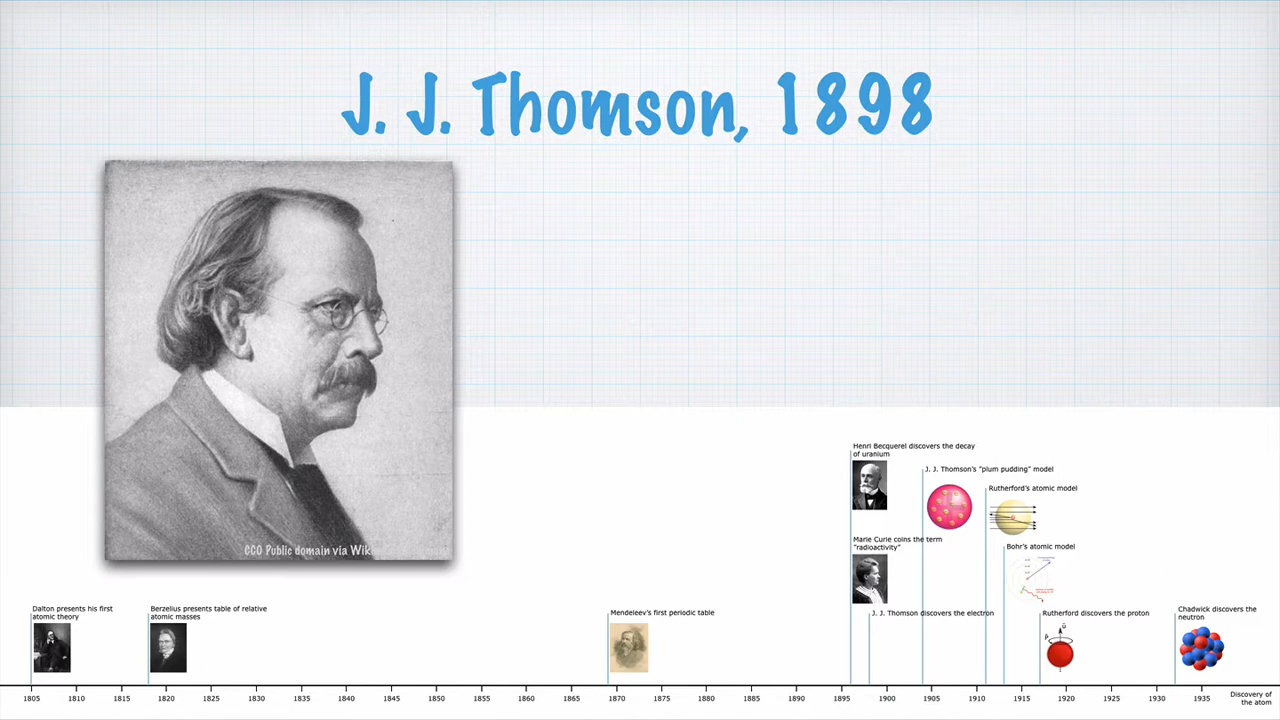 J. J. Thomson, 1898
CC0 Public domain via
Henri Becquerel discovers the decay
of uranium
J. J. Thomson's "plum pudding" model
Rutherford's atomic model
Marie Curie coins the term
"radioactivity"
Bohr's atomic model
Dalton presents his first
atomic theory
Berzelius presents table of relative
atomic masses
Mendeleev's first periodic table
J. J. Thomson discovers the electron
Rutherford discovers the proton
Chadwick discovers the
neutron
1805 1810 1815 1820 1825 1830 1835 1840 1845 1850 1855 1860 1865 1870 1875 1880 1885 1890 1895 1900 1905 1910 1915 1920 1925 1930 1935
Discovery of
the atom